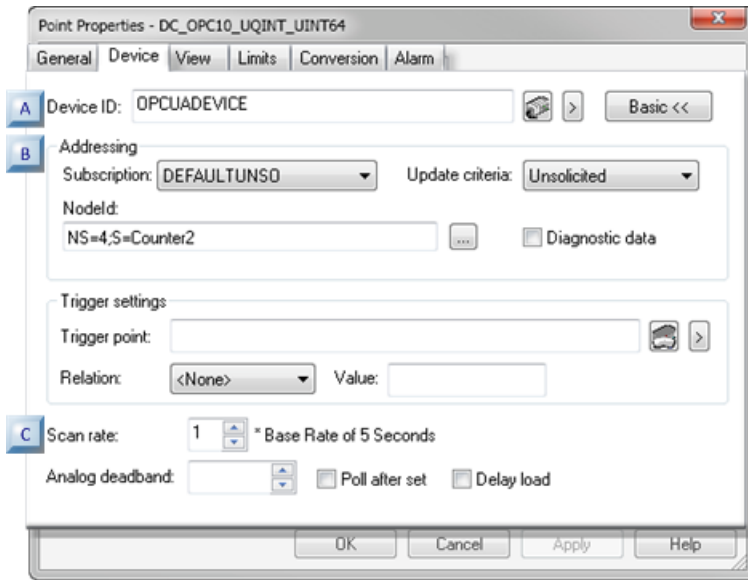 Point Properties - DC_OPC10_UQINT_UINT64
General Device View Limits Conversion Alarm
A Device ID: OPCUADEVICE > Basic <<
B Addressing
Subscription: DEFAULTUNSO Update criteria: Unsolicited
NodeId:
NS=4;S=Counter2 ... Diagnostic data
Trigger settings
Trigger point: >
Relation: <None> Value:
C Scan rate: 1 * Base Rate of 5 Seconds
Analog deadband: Poll after set Delay load
OK Cancel Apply Help